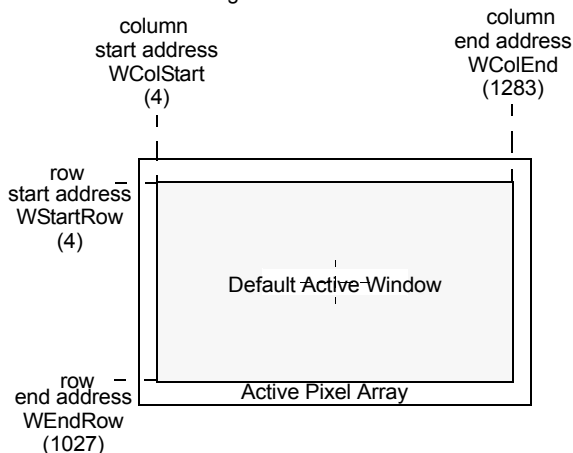 column
start address
WColStart
(4)
column
end address
WColEnd
(1283)
row
start address
WStartRow
(4)
Default Active Window
row
end address
WEndRow
(1027)
Active Pixel Array